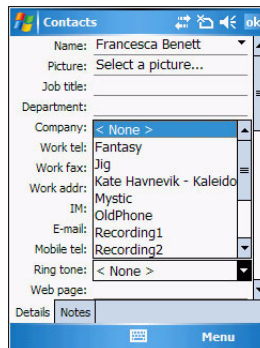 Contacts ok
Name: Francesca Benett
Picture: Select a picture...
Job title:
Department:
Company: < None >
Work tel: Fantasy
Work fax: Jig
Work addr: Kate Havnevik - Kaleido
Mystic
IM: OldPhone
E-mail: Recording1
Mobile tel: Recording2
Ring tone: < None >
Web page:
Details Notes
Menu